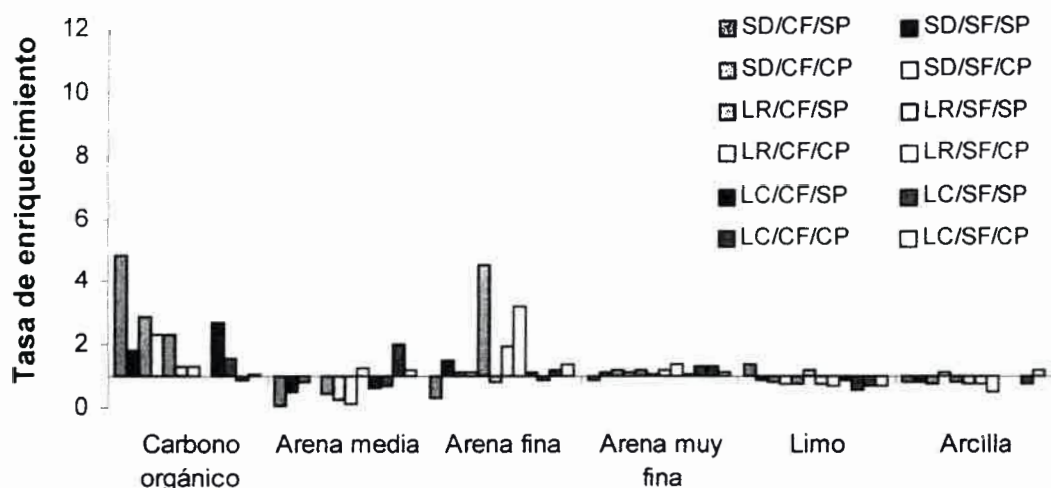 Tasa de enriquecimiento
12
10
8
6
4
2
0
SD/CF/SP SD/SF/SP
SD/CF/CP SD/SF/CP
LR/CF/SP LR/SF/SP
LR/CF/CP LR/SF/CP
LC/CF/SP LC/SF/SP
LC/CF/CP LC/SF/CP
Carbono Arena media Arena fina Arena muy Limo Arcilla
orgánico fina